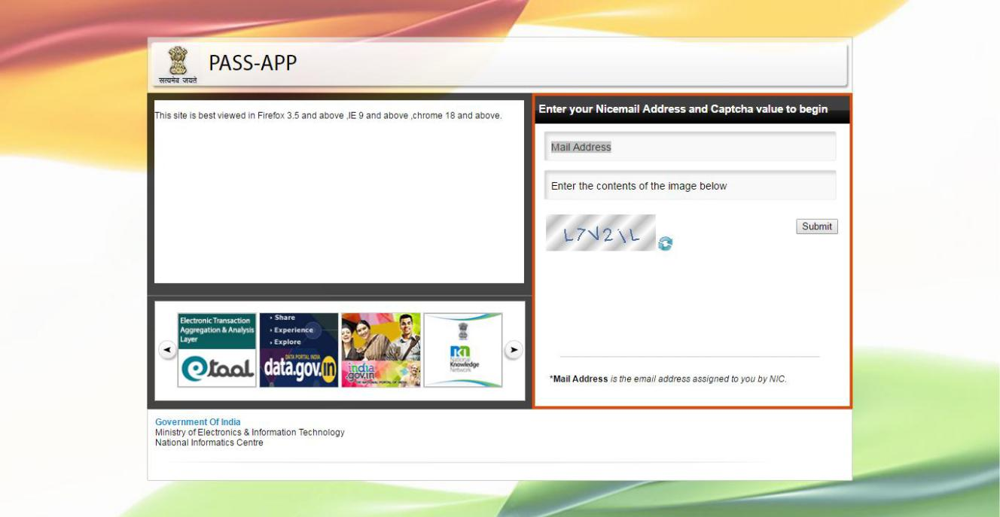 PASS-APP
सत्यमेव जयते
This site is best viewed in Firefox 3.5 and above ,IE 9 and above ,chrome 18 and above.
Enter your Nicemail Address and Captcha value to begin
Mail Address
Enter the contents of the image below
Submit
*Mail Address is the email address assigned to you by NIC.
Electronic Transaction
Aggregation & Analysis
Layer
etaal
› Share
› Experience
› Explore
DATA PORTAL INDIA
data.gov.in
india
.gov.in
THE NATIONAL PORTAL OF INDIA
National
Knowledge
Network
Government Of India
Ministry of Electronics & Information Technology
National Informatics Centre